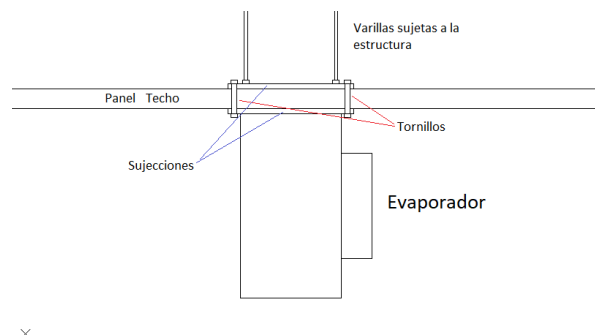 Varillas sujetas a la
estructura
Panel Techo
Tornillos
Sujecciones
Evaporador